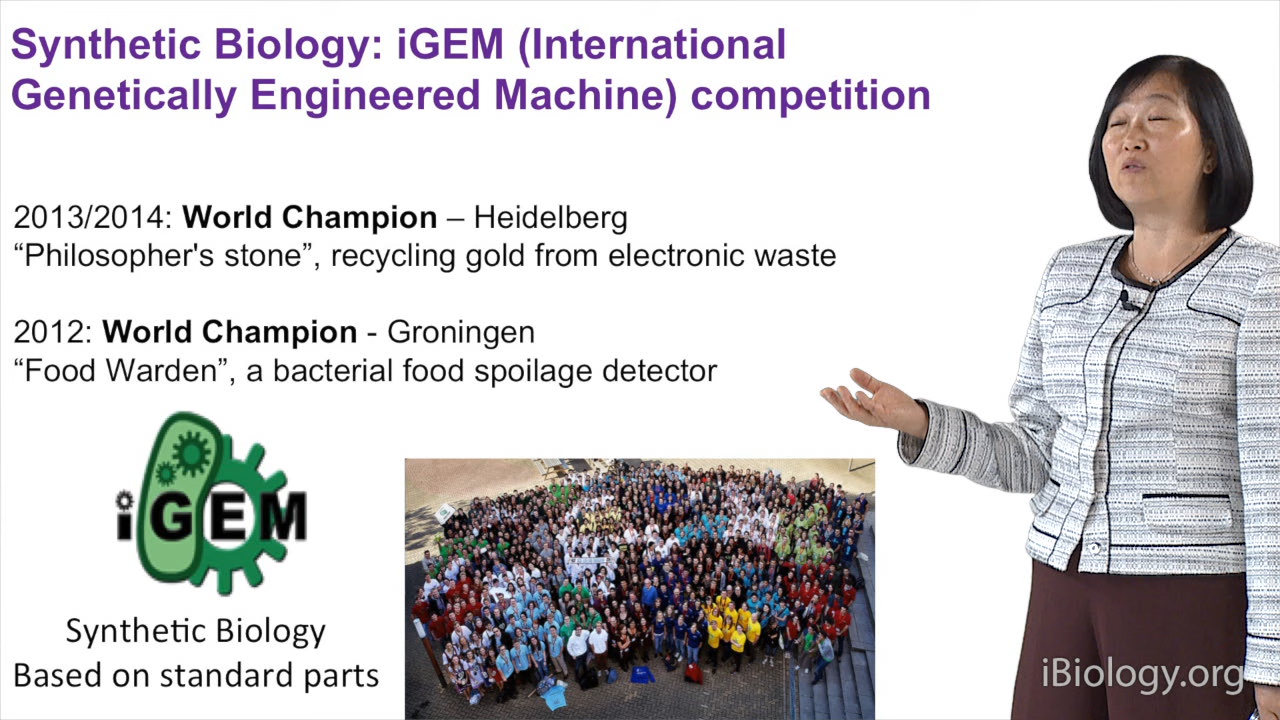 Synthetic Biology: iGEM (International
Genetically Engineered Machine) competition
2013/2014: World Champion – Heidelberg
“Philosopher's stone”, recycling gold from electronic waste
2012: World Champion - Groningen
“Food Warden”, a bacterial food spoilage detector
iGEM
Synthetic Biology
Based on standard parts
iBiology.org